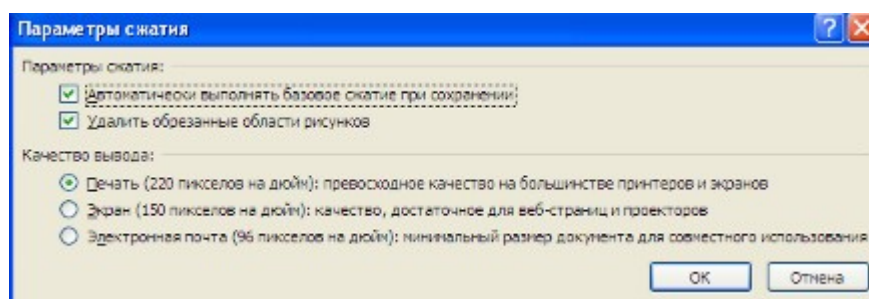 Параметры сжатия
Параметры сжатия:
Автоматически выполнять базовое сжатие при сохранении
Удалить обрезанные области рисунков
Качество вывода:
Печать (220 пикселов на дюйм): превосходное качество на большинстве принтеров и экранов
Экран (150 пикселов на дюйм): качество, достаточное для веб-страниц и проекторов
Электронная почта (96 пикселов на дюйм): минимальный размер документа для совместного использования
ОК Отмена